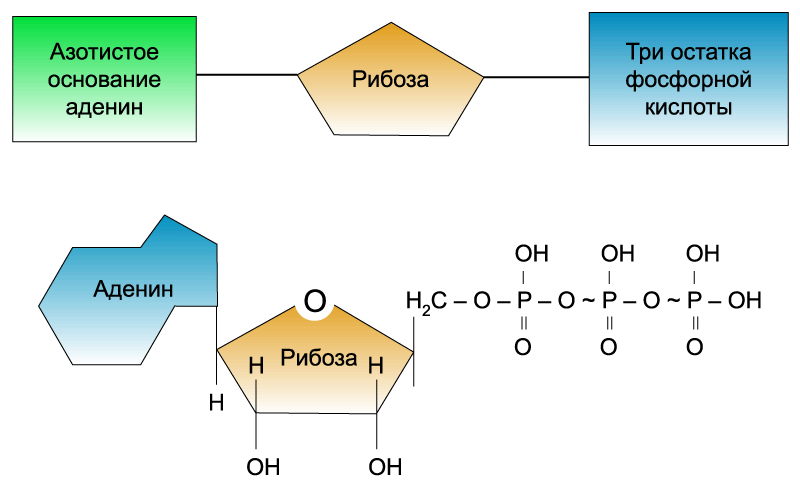 Азотистое
основание
аденин
Рибоза
Три остатка
фосфорной
кислоты
Аденин
O
Рибоза
H
H
H
OH
OH
OH
OH
OH
H₂C – O – P – O ~ P – O ~ P – OH
O
O
O